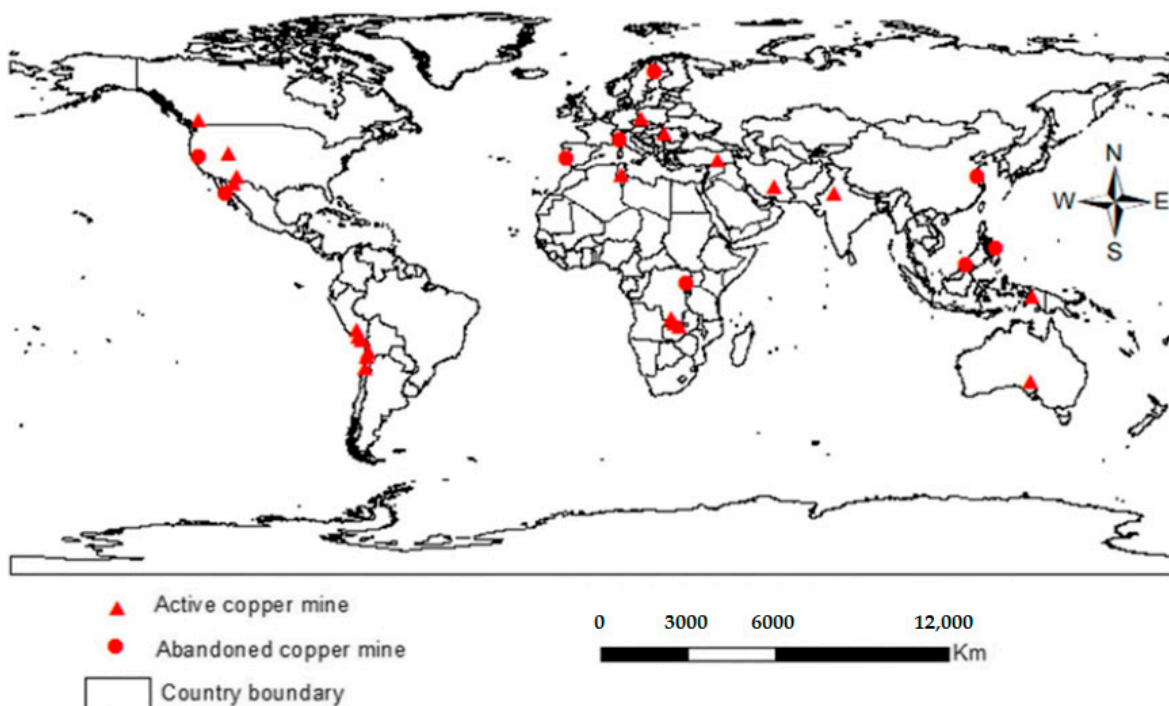 N
W E
S
Active copper mine
Abandoned copper mine
Country boundary
0 3000 6000 12,000
Km